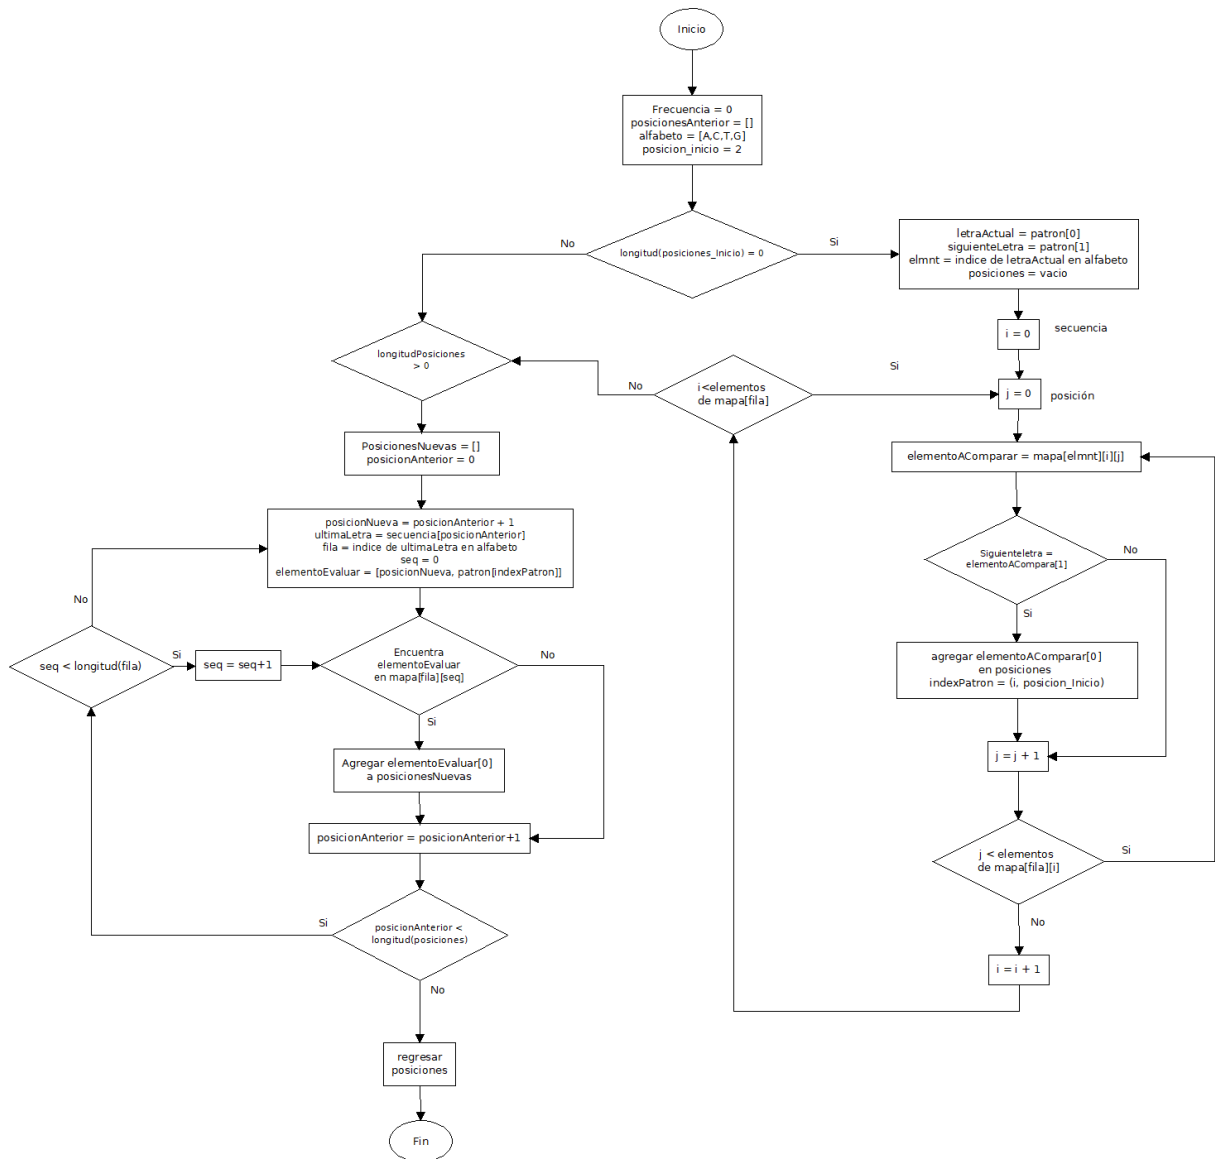 Inicio
Frecuencia = 0
posicionesAnterior = []
alfabeto = [A,C,T,G]
posicion_inicio = 2
No
longitud(posiciones_Inicio) = 0
Si
letraActual = patron[0]
siguienteLetra = patron[1]
elmnt = indice de letraActual en alfabeto
posiciones = vacio
i = 0
secuencia
longitudPosiciones
> 0
No
i<elementos
de mapa[fila]
Si
j = 0
posición
PosicionesNuevas = []
posicionAnterior = 0
elementoAComparar = mapa[elmnt][i][j]
posicionNueva = posicionAnterior + 1
ultimaLetra = secuencia[posicionAnterior]
fila = indice de ultimaLetra en alfabeto
seq = 0
elementoEvaluar = [posicionNueva, patron[indexPatron]]
Siguienteletra =
elementoACompara[1]
No
Si
No
seq < longitud(fila)
Si
seq = seq+1
Encuentra
elementoEvaluar
en mapa[fila][seq]
No
Si
agregar elementoAComparar[0]
en posiciones
indexPatron = (i, posicion_Inicio)
Agregar elementoEvaluar[0]
a posicionesNuevas
j = j + 1
posicionAnterior = posicionAnterior+1
j < elementos
de mapa[fila][i]
Si
No
Si
posicionAnterior <
longitud(posiciones)
No
i = i + 1
regresar
posiciones
Fin